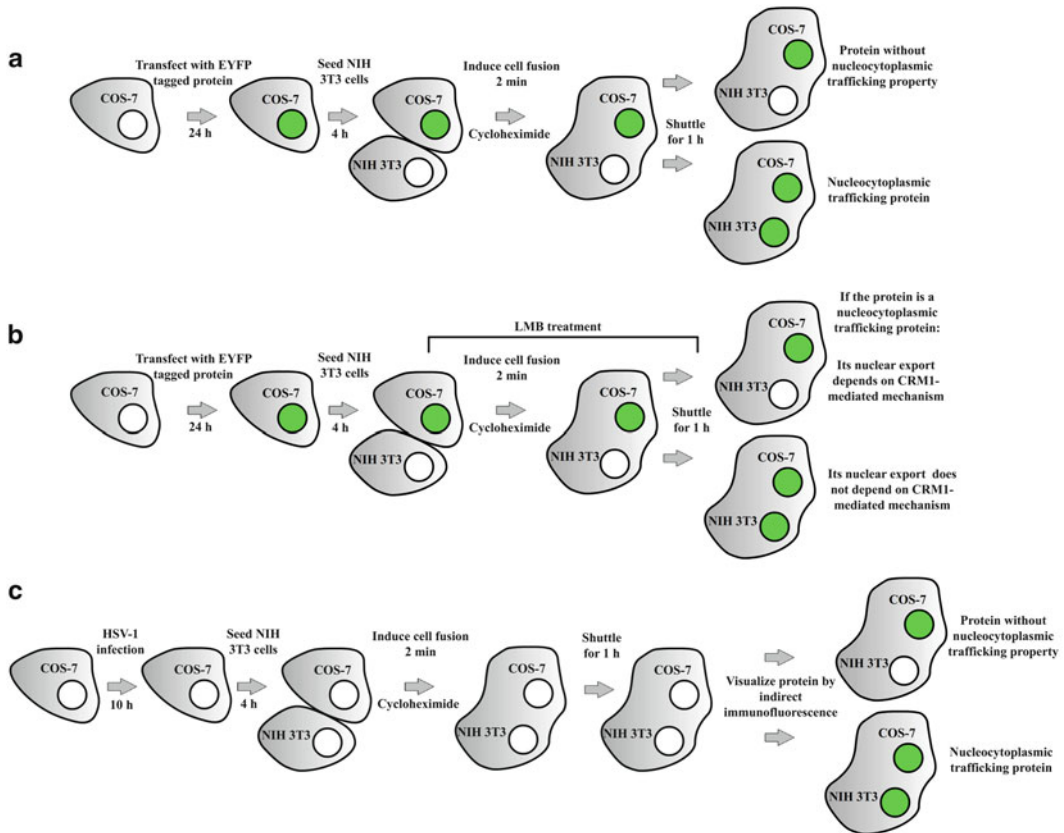 a
Transfect with EYFP
tagged protein
24 h
Seed NIH
3T3 cells
4 h
Induce cell fusion
2 min
Cycloheximide
Shuttle
for 1 h
COS-7
COS-7
COS-7
NIH 3T3
COS-7
NIH 3T3
COS-7
NIH 3T3
Protein without
nucleocytoplasmic
trafficking property
COS-7
NIH 3T3
Nucleocytoplasmic
trafficking protein
b
Transfect with EYFP
tagged protein
24 h
Seed NIH
3T3 cells
4 h
LMB treatment
Induce cell fusion
2 min
Cycloheximide
Shuttle
for 1 h
COS-7
COS-7
COS-7
NIH 3T3
COS-7
NIH 3T3
If the protein is a
nucleocytoplasmic
trafficking protein:
COS-7
NIH 3T3
Its nuclear export
depends on CRM1-
mediated mechanism
COS-7
NIH 3T3
Its nuclear export does
not depend on CRM1-
mediated mechanism
c
HSV-1
infection
10 h
Seed NIH
3T3 cells
4 h
Induce cell fusion
2 min
Cycloheximide
Shuttle
for 1 h
COS-7
COS-7
COS-7
NIH 3T3
COS-7
NIH 3T3
COS-7
NIH 3T3
Visualize protein by
indirect
immunofluorescence
COS-7
NIH 3T3
Protein without
nucleocytoplasmic
trafficking property
COS-7
NIH 3T3
Nucleocytoplasmic
trafficking protein